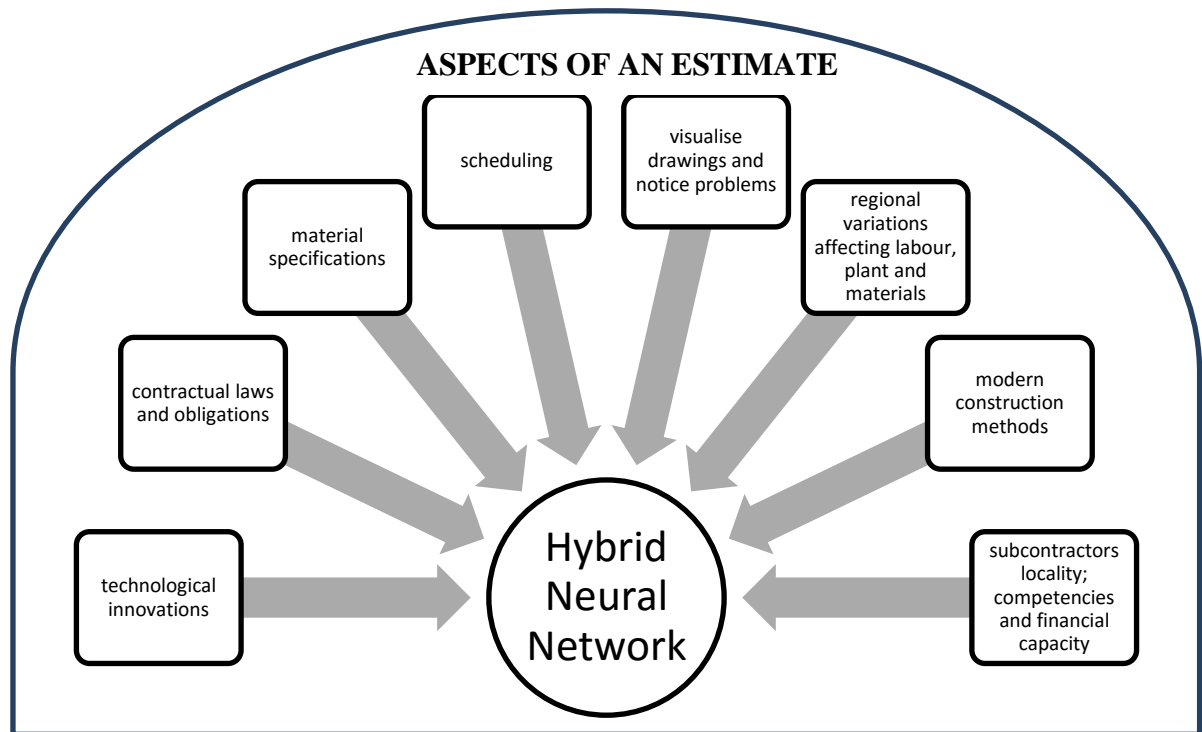 ASPECTS OF AN ESTIMATE
technological
innovations
contractual laws
and obligations
material
specifications
scheduling
visualise
drawings and
notice problems
regional
variations
affecting labour,
plant and
materials
modern
construction
methods
subcontractors
locality;
competencies
and financial
capacity
Hybrid
Neural
Network